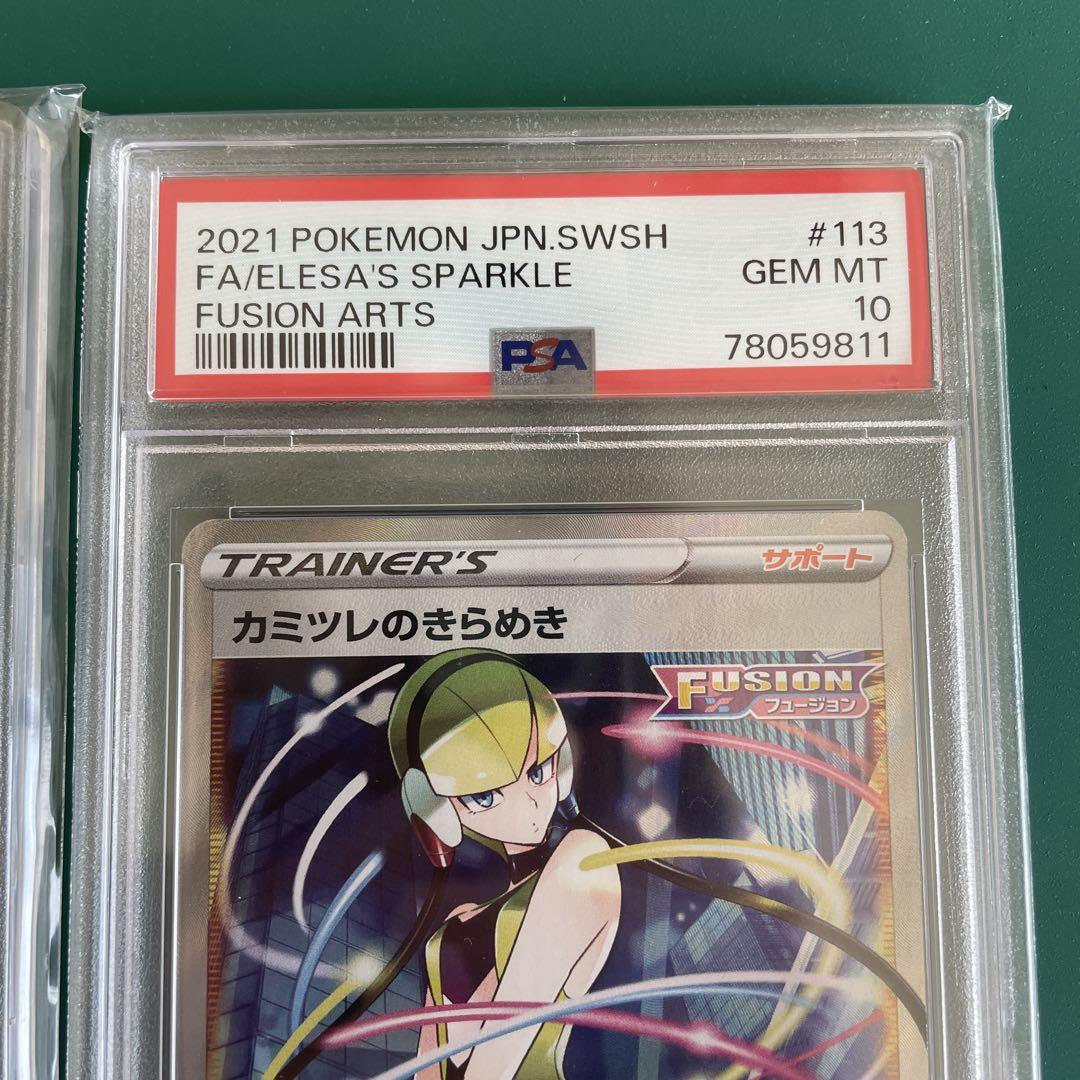 2021 POKEMON JPN.SWSH #113
FA/ELESA'S SPARKLE GEM MT
FUSION ARTS 10
PSA 78059811
TRAINER'S サポート
カミツレのきらめき
FUSION
フュージョン